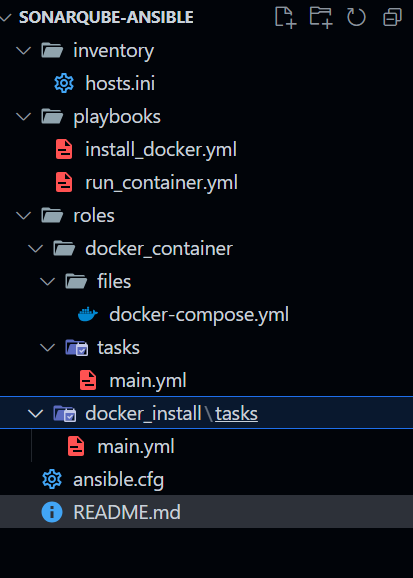 SONARQUBE-ANSIBLE
inventory
hosts.ini
playbooks
install_docker.yml
run_container.yml
roles
docker_container
files
docker-compose.yml
tasks
main.yml
docker_install\tasks
main.yml
ansible.cfg
README.md